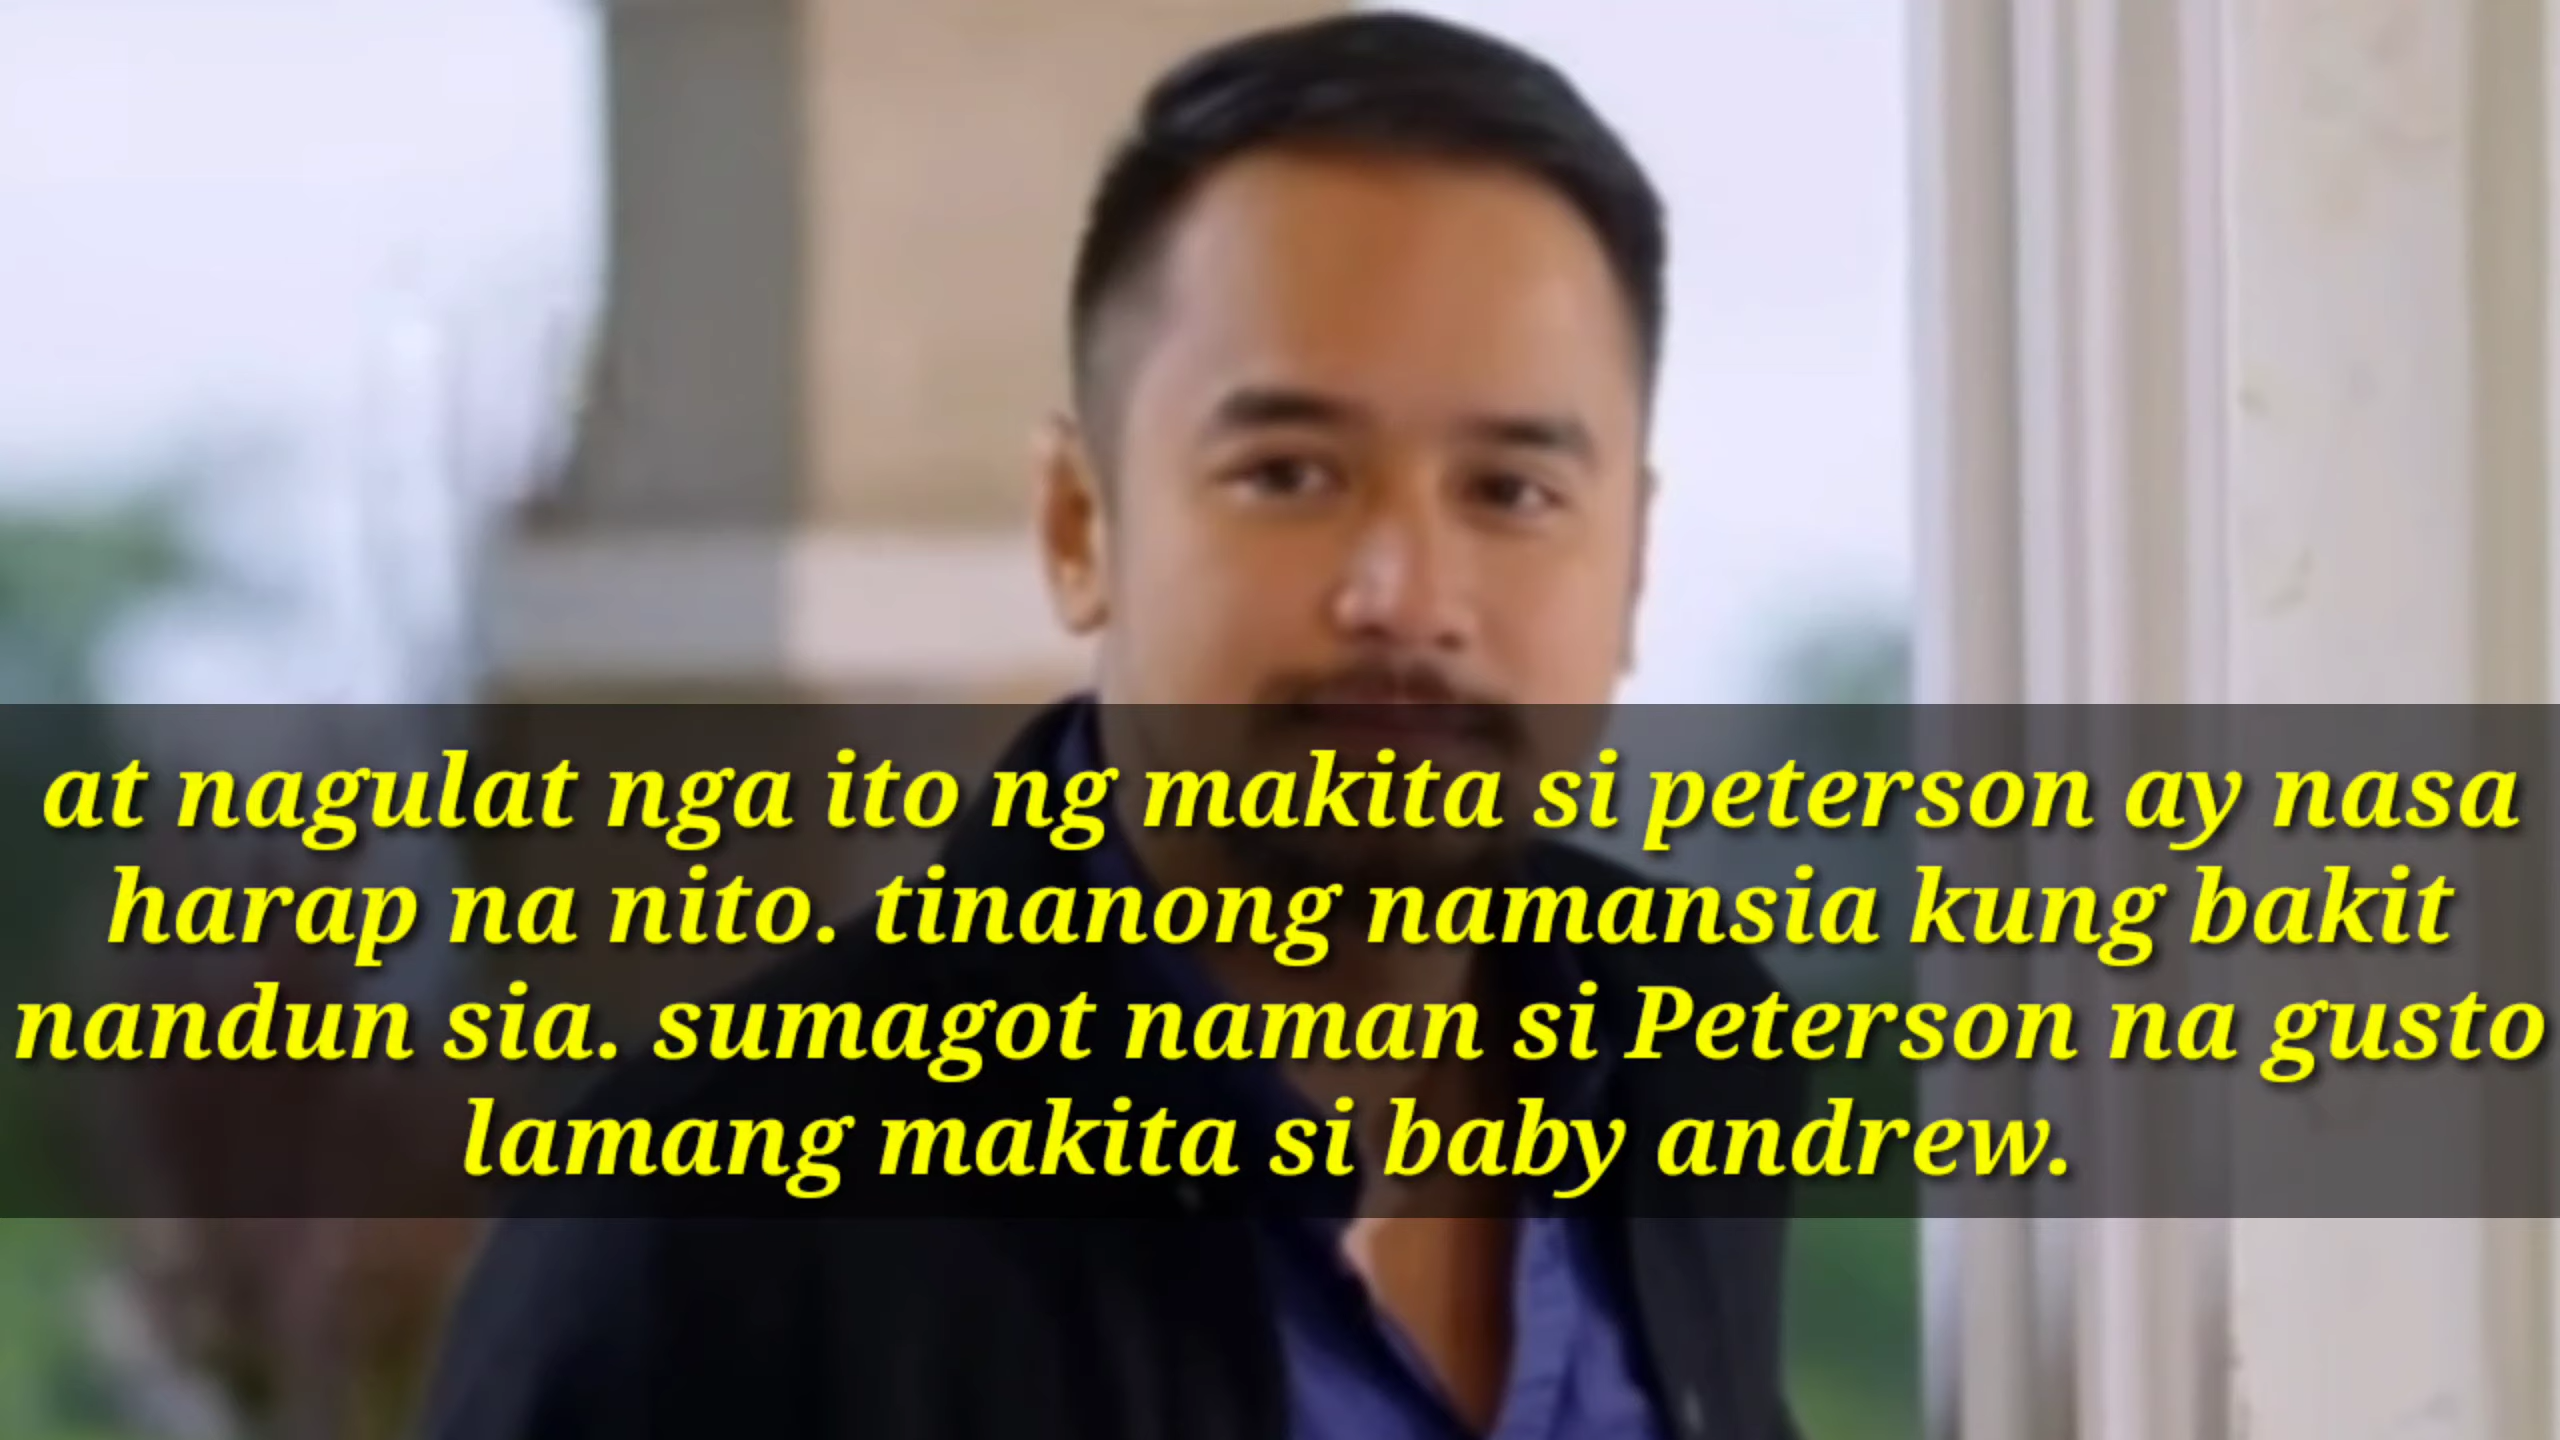 at nagulat nga ito ng makita si peterson ay nasa
harap na nito. tinanong namansia kung bakit
nandun sia. sumagot naman si Peterson na gusto
lamang makita si baby andrew.